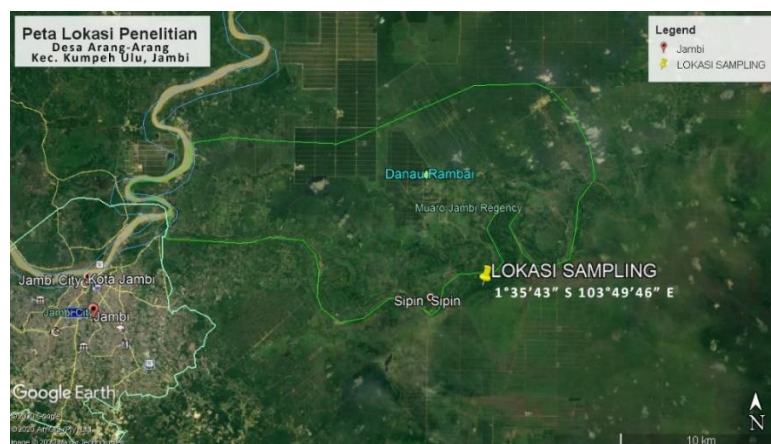 Peta Lokasi Penelitian
Desa Arang-Arang
Kec. Kumpeh Ulu, Jambi
Legend
Jambi
LOKASI SAMPLING
Danau Rambai
Muaro Jambi Regency
LOKASI SAMPLING
1°35'43" S 103°49'46" E
Sipin Sipin
Jambi City Kota Jambi
Jambi City
Jambi
Google Earth
N
10 km